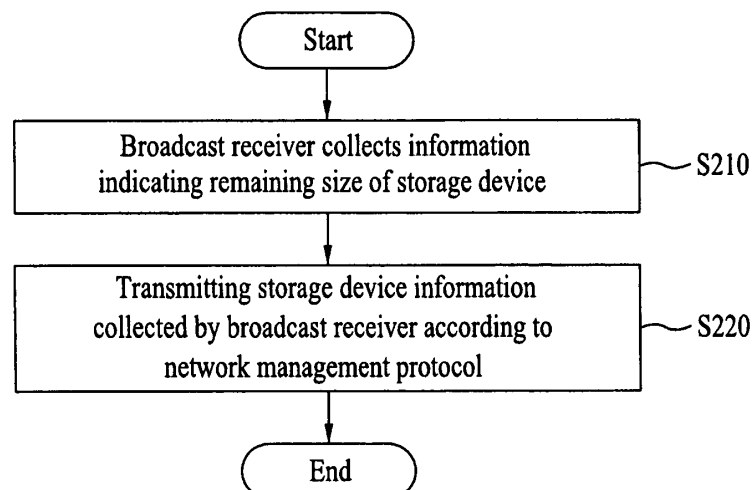 Start
Broadcast receiver collects information
indicating remaining size of storage device
S210
Transmitting storage device information
collected by broadcast receiver according to
network management protocol
S220
End